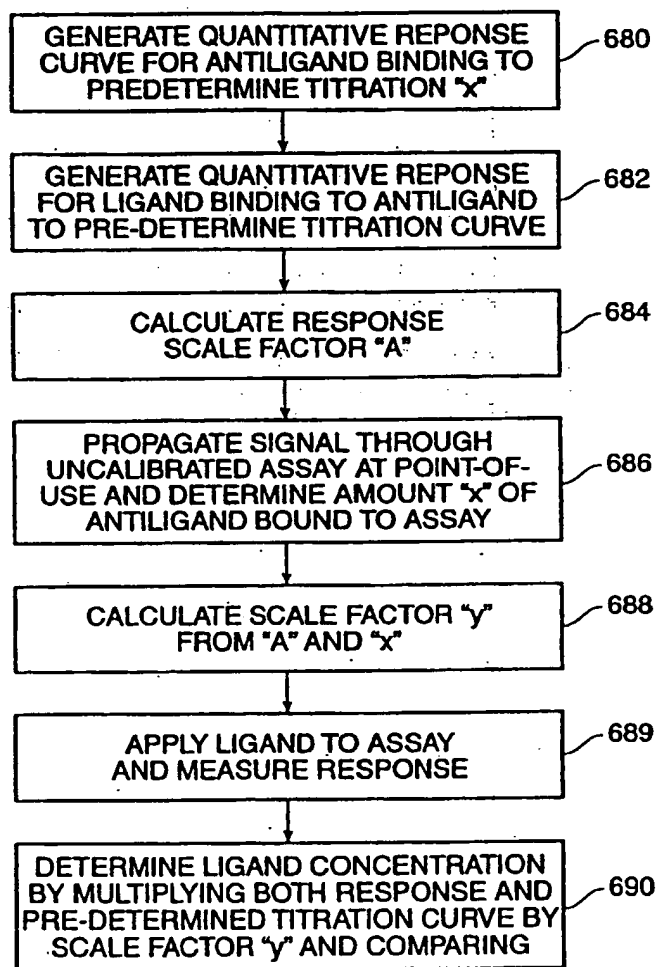 GENERATE QUANTITATIVE REPONSE
CURVE FOR ANTILIGAND BINDING TO
PREDETERMINE TITRATION "x"
680
GENERATE QUANTITATIVE REPONSE
FOR LIGAND BINDING TO ANTILIGAND
TO PRE-DETERMINE TITRATION CURVE
682
CALCULATE RESPONSE
SCALE FACTOR "A"
684
PROPAGATE SIGNAL THROUGH
UNCALIBRATED ASSAY AT POINT-OF-
USE AND DETERMINE AMOUNT "x" OF
ANTILIGAND BOUND TO ASSAY
686
CALCULATE SCALE FACTOR "y"
FROM "A" AND "x"
688
APPLY LIGAND TO ASSAY
AND MEASURE RESPONSE
689
DETERMINE LIGAND CONCENTRATION
BY MULTIPLYING BOTH RESPONSE AND
PRE-DETERMINED TITRATION CURVE BY
SCALE FACTOR "y" AND COMPARING
690